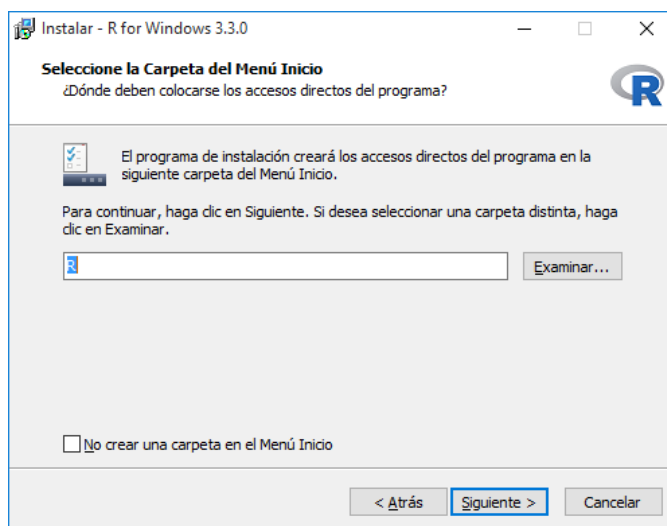 Instalar - R for Windows 3.3.0
Seleccione la Carpeta del Menú Inicio
¿Dónde deben colocarse los accesos directos del programa?
R
El programa de instalación creará los accesos directos del programa en la
siguiente carpeta del Menú Inicio.
Para continuar, haga clic en Siguiente. Si desea seleccionar una carpeta distinta, haga
clic en Examinar.
R
Examinar...
No crear una carpeta en el Menú Inicio
< Atrás
Siguiente >
Cancelar